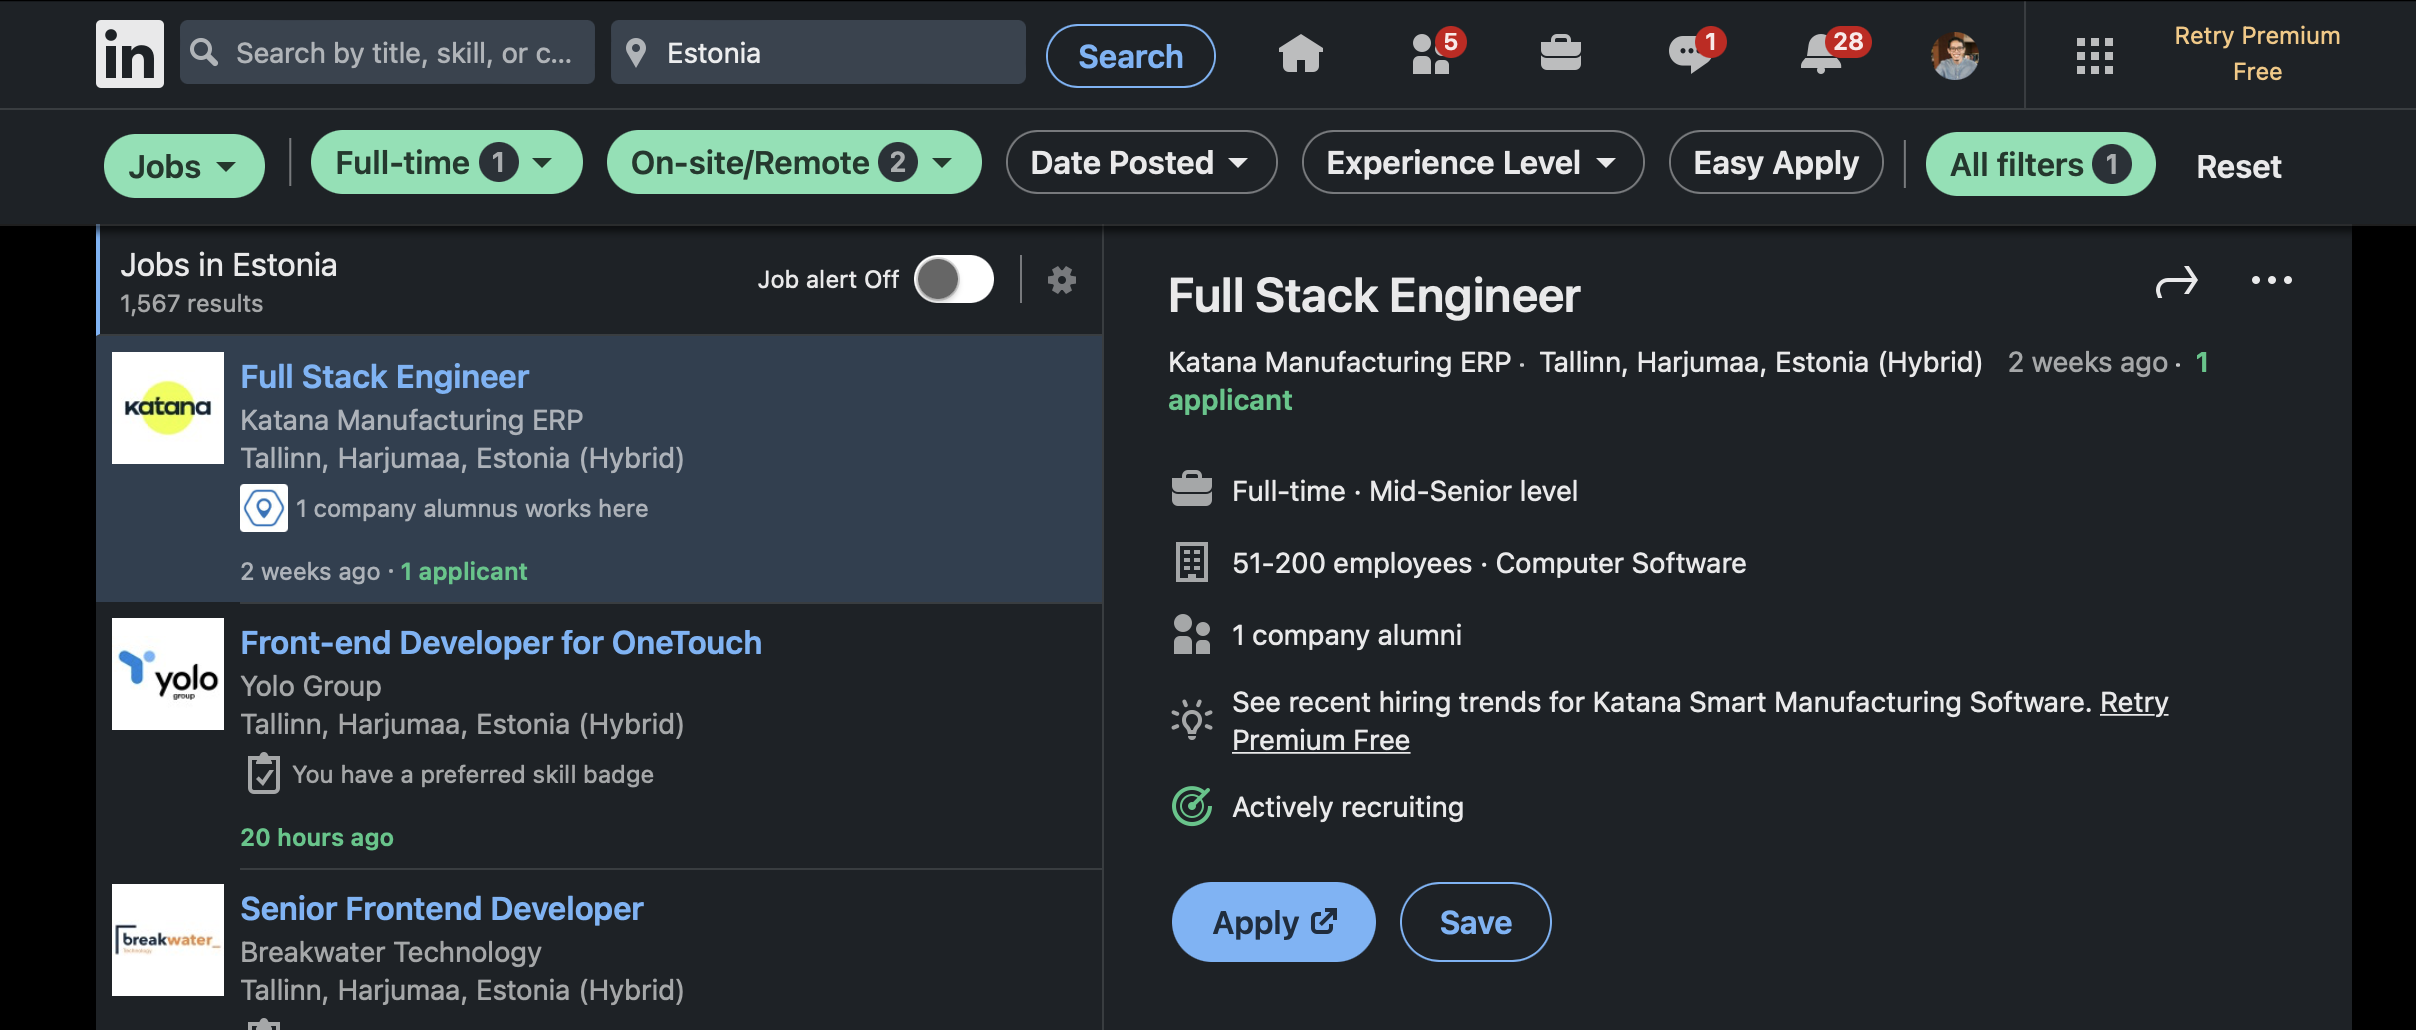 in
Search by title, skill, or c...
Estonia
Search
5
1
28
Retry Premium
Free
Jobs
Full-time 1
On-site/Remote 2
Date Posted
Experience Level
Easy Apply
All filters 1
Reset
Jobs in Estonia
1,567 results
Job alert Off
katana
Full Stack Engineer
Katana Manufacturing ERP
Tallinn, Harjumaa, Estonia (Hybrid)
1 company alumnus works here
2 weeks ago · 1 applicant
yolo
group
Front-end Developer for OneTouch
Yolo Group
Tallinn, Harjumaa, Estonia (Hybrid)
You have a preferred skill badge
20 hours ago
breakwater_
Technology
Senior Frontend Developer
Breakwater Technology
Tallinn, Harjumaa, Estonia (Hybrid)
Full Stack Engineer
Katana Manufacturing ERP · Tallinn, Harjumaa, Estonia (Hybrid) 2 weeks ago · 1
applicant
Full-time · Mid-Senior level
51-200 employees · Computer Software
1 company alumni
See recent hiring trends for Katana Smart Manufacturing Software. Retry
Premium Free
Actively recruiting
Apply
Save